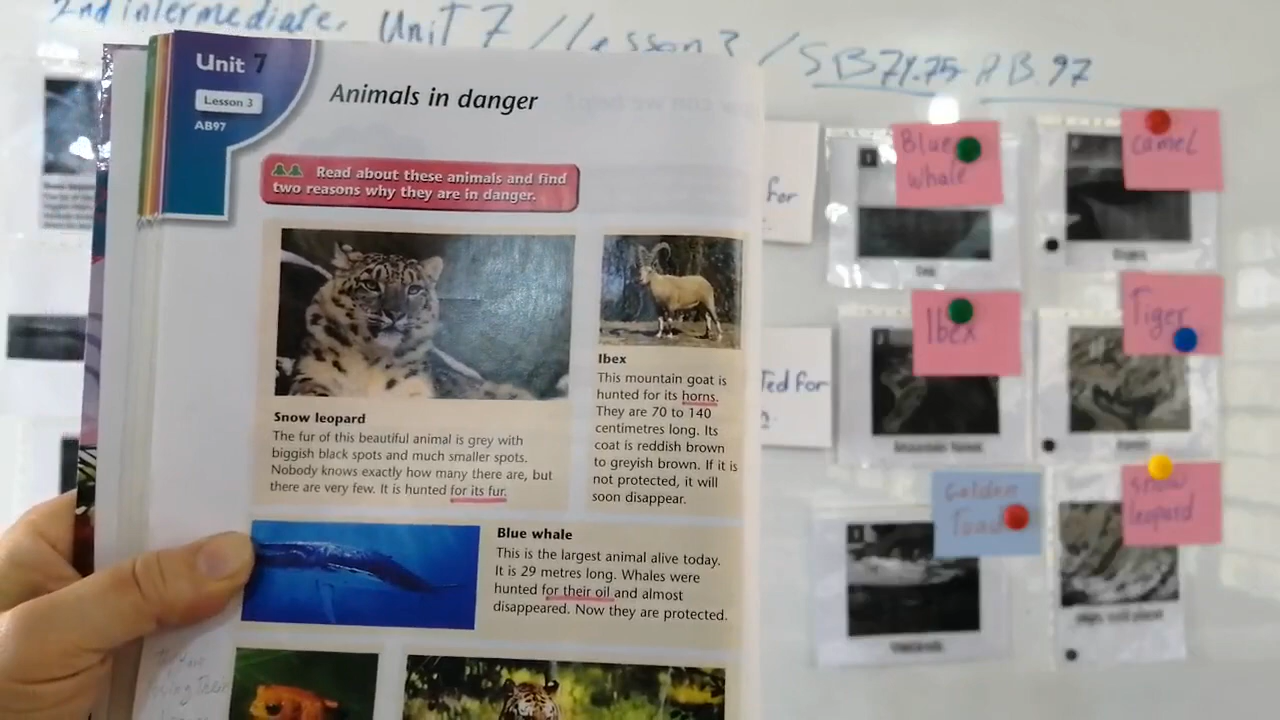 2nd intermediate. Unit 7 // Lesson 3 / SB 74.75 AB.97
Unit 7
Lesson 3
AB97
Animals in danger
Read about these animals and find
two reasons why they are in danger.
Snow leopard
The fur of this beautiful animal is grey with
biggish black spots and much smaller spots.
Nobody knows exactly how many there are, but
there are very few. It is hunted for its fur.
Ibex
This mountain goat is
hunted for its horns.
They are 70 to 140
centimetres long. Its
coat is reddish brown
to greyish brown. If it is
not protected, it will
soon disappear.
Blue whale
This is the largest animal alive today.
It is 29 metres long. Whales were
hunted for their oil and almost
disappeared. Now they are protected.
for
Blue
whale
Camel
Ibex
Tiger
ted for
Golden
Toad
Snow
leopard